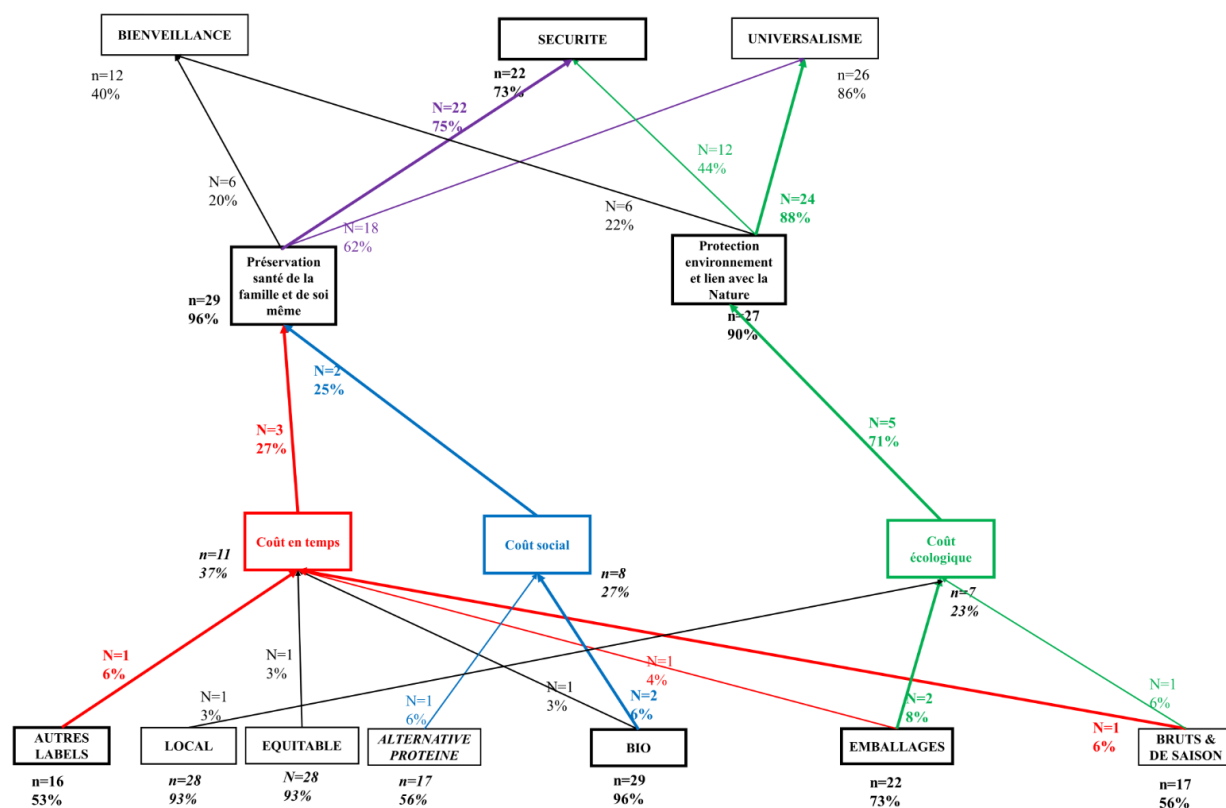 BIENVEILLANCE
SECURITE
UNIVERSALISME
n=12
40%
n=22
73%
n=26
86%
N=22
75%
N=12
44%
N=6
20%
N=6
22%
N=24
88%
N=18
62%
Préservation
santé de la
famille et de soi
même
n=29
96%
Protection
environnement
et lien avec la
Nature
n=27
90%
N=2
25%
N=3
27%
N=5
71%
Coût en temps
n=11
37%
Coût social
n=8
27%
Coût
écologique
n=7
23%
N=1
6%
N=1
3%
N=1
3%
N=1
6%
N=1
3%
N=2
6%
N=1
4%
N=2
8%
N=1
6%
N=1
6%
AUTRES
LABELS
LOCAL
EQUITABLE
ALTERNATIVE
PROTEINE
BIO
EMBALLAGES
BRUTS &
DE SAISON
n=16
53%
n=28
93%
N=28
93%
n=17
56%
n=29
96%
n=22
73%
n=17
56%